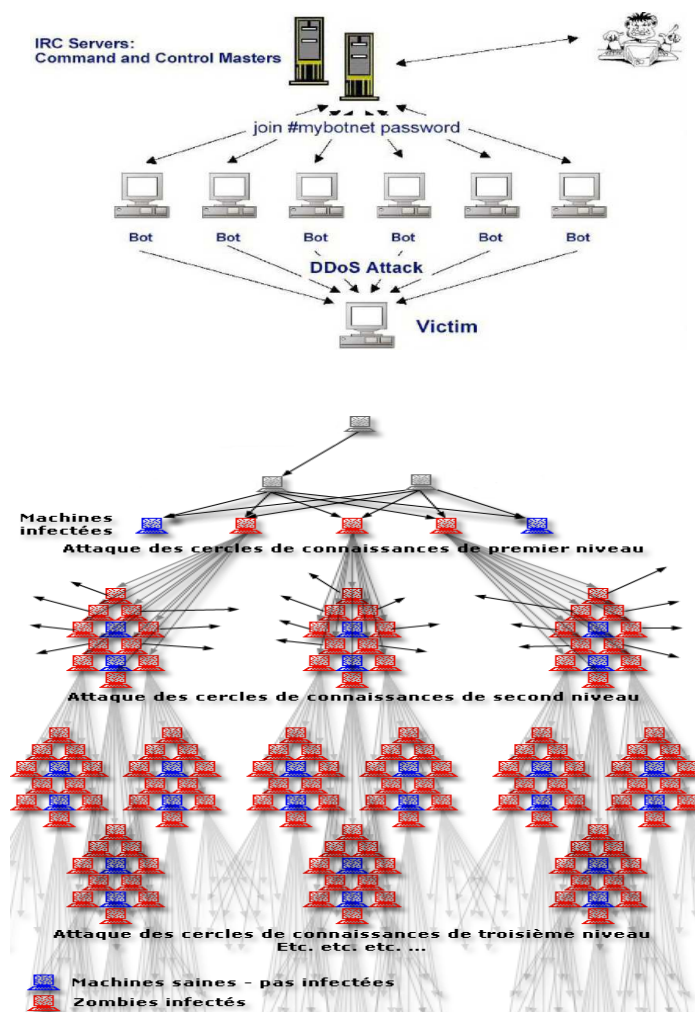 IRC Servers:
Command and Control Masters
join #mybotnet password
Bot Bot Bot Bot Bot Bot
DDoS Attack
Victim
Machines
infectées
Attaque des cercles de connaissances de premier niveau
Attaque des cercles de connaissances de second niveau
Attaque des cercles de connaissances de troisième niveau
Etc. etc. etc. ...
Machines saines - pas infectées
Zombies infectés